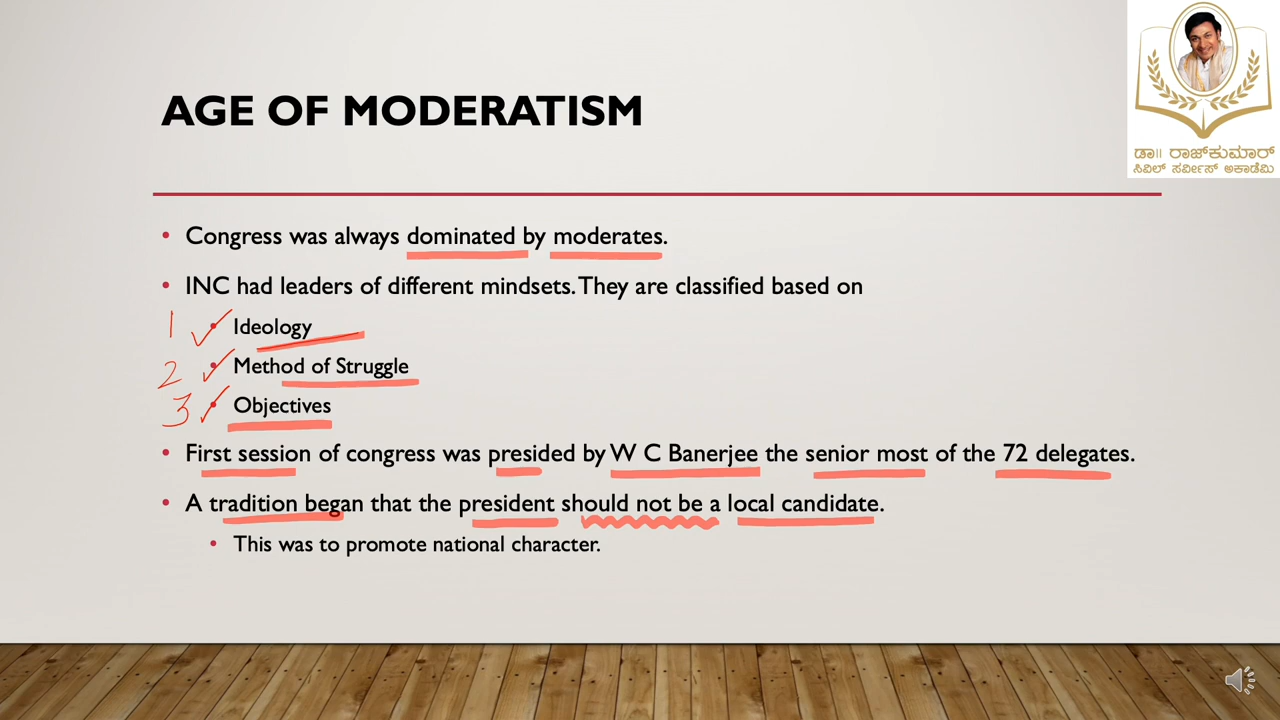 AGE OF MODERATISM
ಡಾ|| ರಾಜ್‌ಕುಮಾರ್
ಸಿವಿಲ್ ಸರ್ವೀಸ್ ಅಕಾಡೆಮಿ
• Congress was always dominated by moderates.
• INC had leaders of different mindsets. They are classified based on
1 • Ideology
2 • Method of Struggle
3 • Objectives
• First session of congress was presided by W C Banerjee the senior most of the 72 delegates.
• A tradition began that the president should not be a local candidate.
• This was to promote national character.